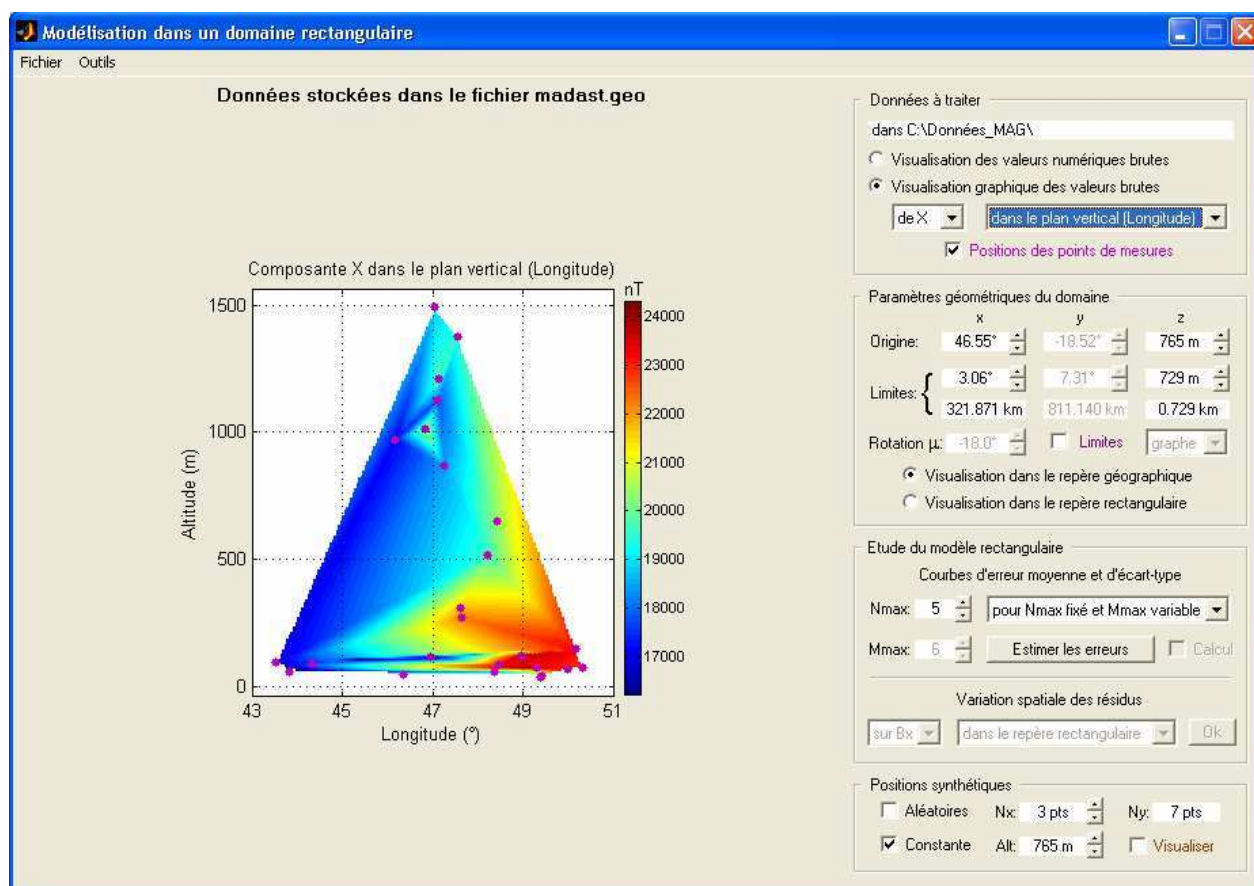 Modélisation dans un domaine rectangulaire
Fichier Outils
Données stockées dans le fichier madast.geo
Composante X dans le plan vertical (Longitude)
nT
1500
1000
500
0
Altitude (m)
43 45 47 49 51
Longitude (°)
24000
23000
22000
21000
20000
19000
18000
17000
Données à traiter
dans C:\Données_MAG\
Visualisation des valeurs numériques brutes
Visualisation graphique des valeurs brutes
de X dans le plan vertical (Longitude)
Positions des points de mesures
Paramètres géométriques du domaine
x y z
Origine: 46.55° -18.52° 765 m
Limites: { 3.06° 7.31° 729 m
321.871 km 811.140 km 0.729 km
Rotation µ: -18.0° Limites graphe
Visualisation dans le repère géographique
Visualisation dans le repère rectangulaire
Etude du modèle rectangulaire
Courbes d'erreur moyenne et d'écart-type
Nmax: 5 pour Nmax fixé et Mmax variable
Mmax: 6 Estimer les erreurs Calcul
Variation spatiale des résidus
sur Bx dans le repère rectangulaire Ok
Positions synthétiques
Aléatoires Nx: 3 pts Ny: 7 pts
Constante Alt: 765 m Visualiser